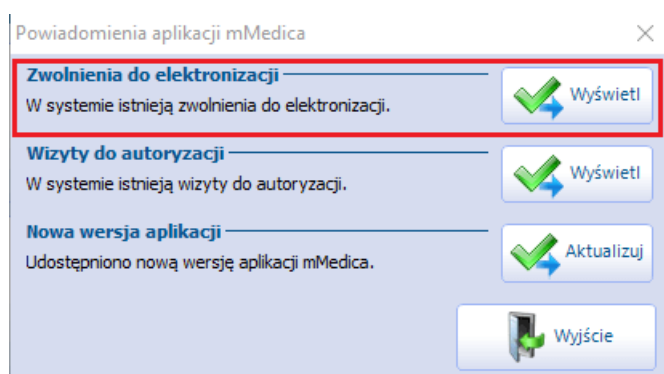 Powiadomienia aplikacji mMedica
Zwolnienia do elektronizacji
W systemie istnieją zwolnienia do elektronizacji.
Wyświetl
Wizyty do autoryzacji
W systemie istnieją wizyty do autoryzacji.
Wyświetl
Nowa wersja aplikacji
Udostępniono nową wersję aplikacji mMedica.
Aktualizuj
Wyjście